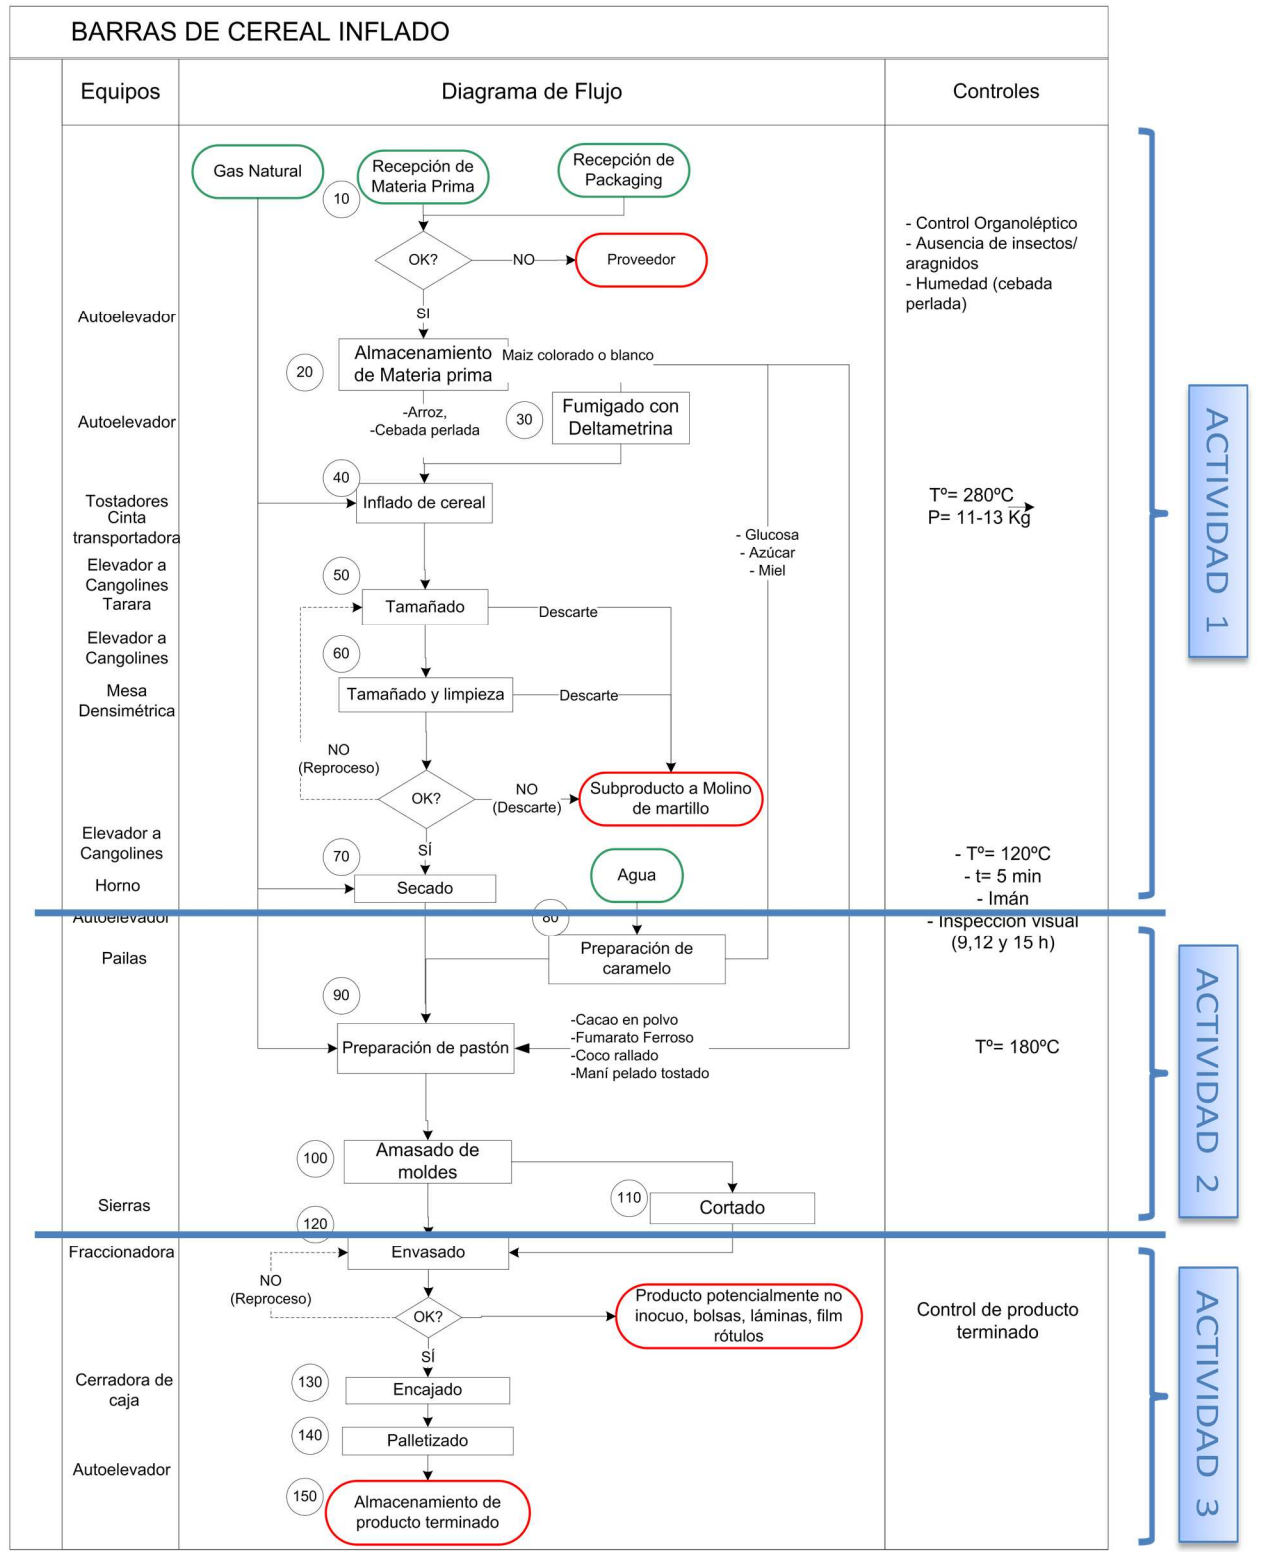 BARRAS DE CEREAL INFLADO
Equipos
Diagrama de Flujo
Controles
Gas Natural
Recepción de
Materia Prima
Recepción de
Packaging
10
OK?
NO
Proveedor
- Control Organoléptico
- Ausencia de insectos/
aragnidos
- Humedad (cebada
perlada)
SI
Autoelevador
20
Almacenamiento
de Materia prima
Maiz colorado o blanco
Autoelevador
-Arroz,
-Cebada perlada
30
Fumigado con
Deltametrina
40
Inflado de cereal
Tostadores
Cinta
transportadora
Tº= 280ºC
P= 11-13 Kg
- Glucosa
- Azúcar
- Miel
Elevador a
Cangolines
Tarara
50
Tamañado
Descarte
Elevador a
Cangolines
60
Mesa
Densimétrica
Tamañado y limpieza
Descarte
NO
(Reproceso)
OK?
NO
(Descarte)
Subproducto a Molino
de martillo
SÍ
Elevador a
Cangolines
70
Horno
Secado
Agua
- Tº= 120ºC
- t= 5 min
- Imán
- Inspección visual
(9,12 y 15 h)
ACTIVIDAD 1
Autoelevador
80
Pailas
Preparación de
caramelo
90
Preparación de pastón
-Cacao en polvo
-Fumarato Ferroso
-Coco rallado
-Maní pelado tostado
Tº= 180ºC
100
Amasado de
moldes
Sierras
110
Cortado
ACTIVIDAD 2
120
Fraccionadora
Envasado
NO
(Reproceso)
OK?
Producto potencialmente no
inocuo, bolsas, láminas, film
rótulos
Control de producto
terminado
SÍ
Cerradora de
caja
130
Encajado
140
Palletizado
Autoelevador
150
Almacenamiento de
producto terminado
ACTIVIDAD 3